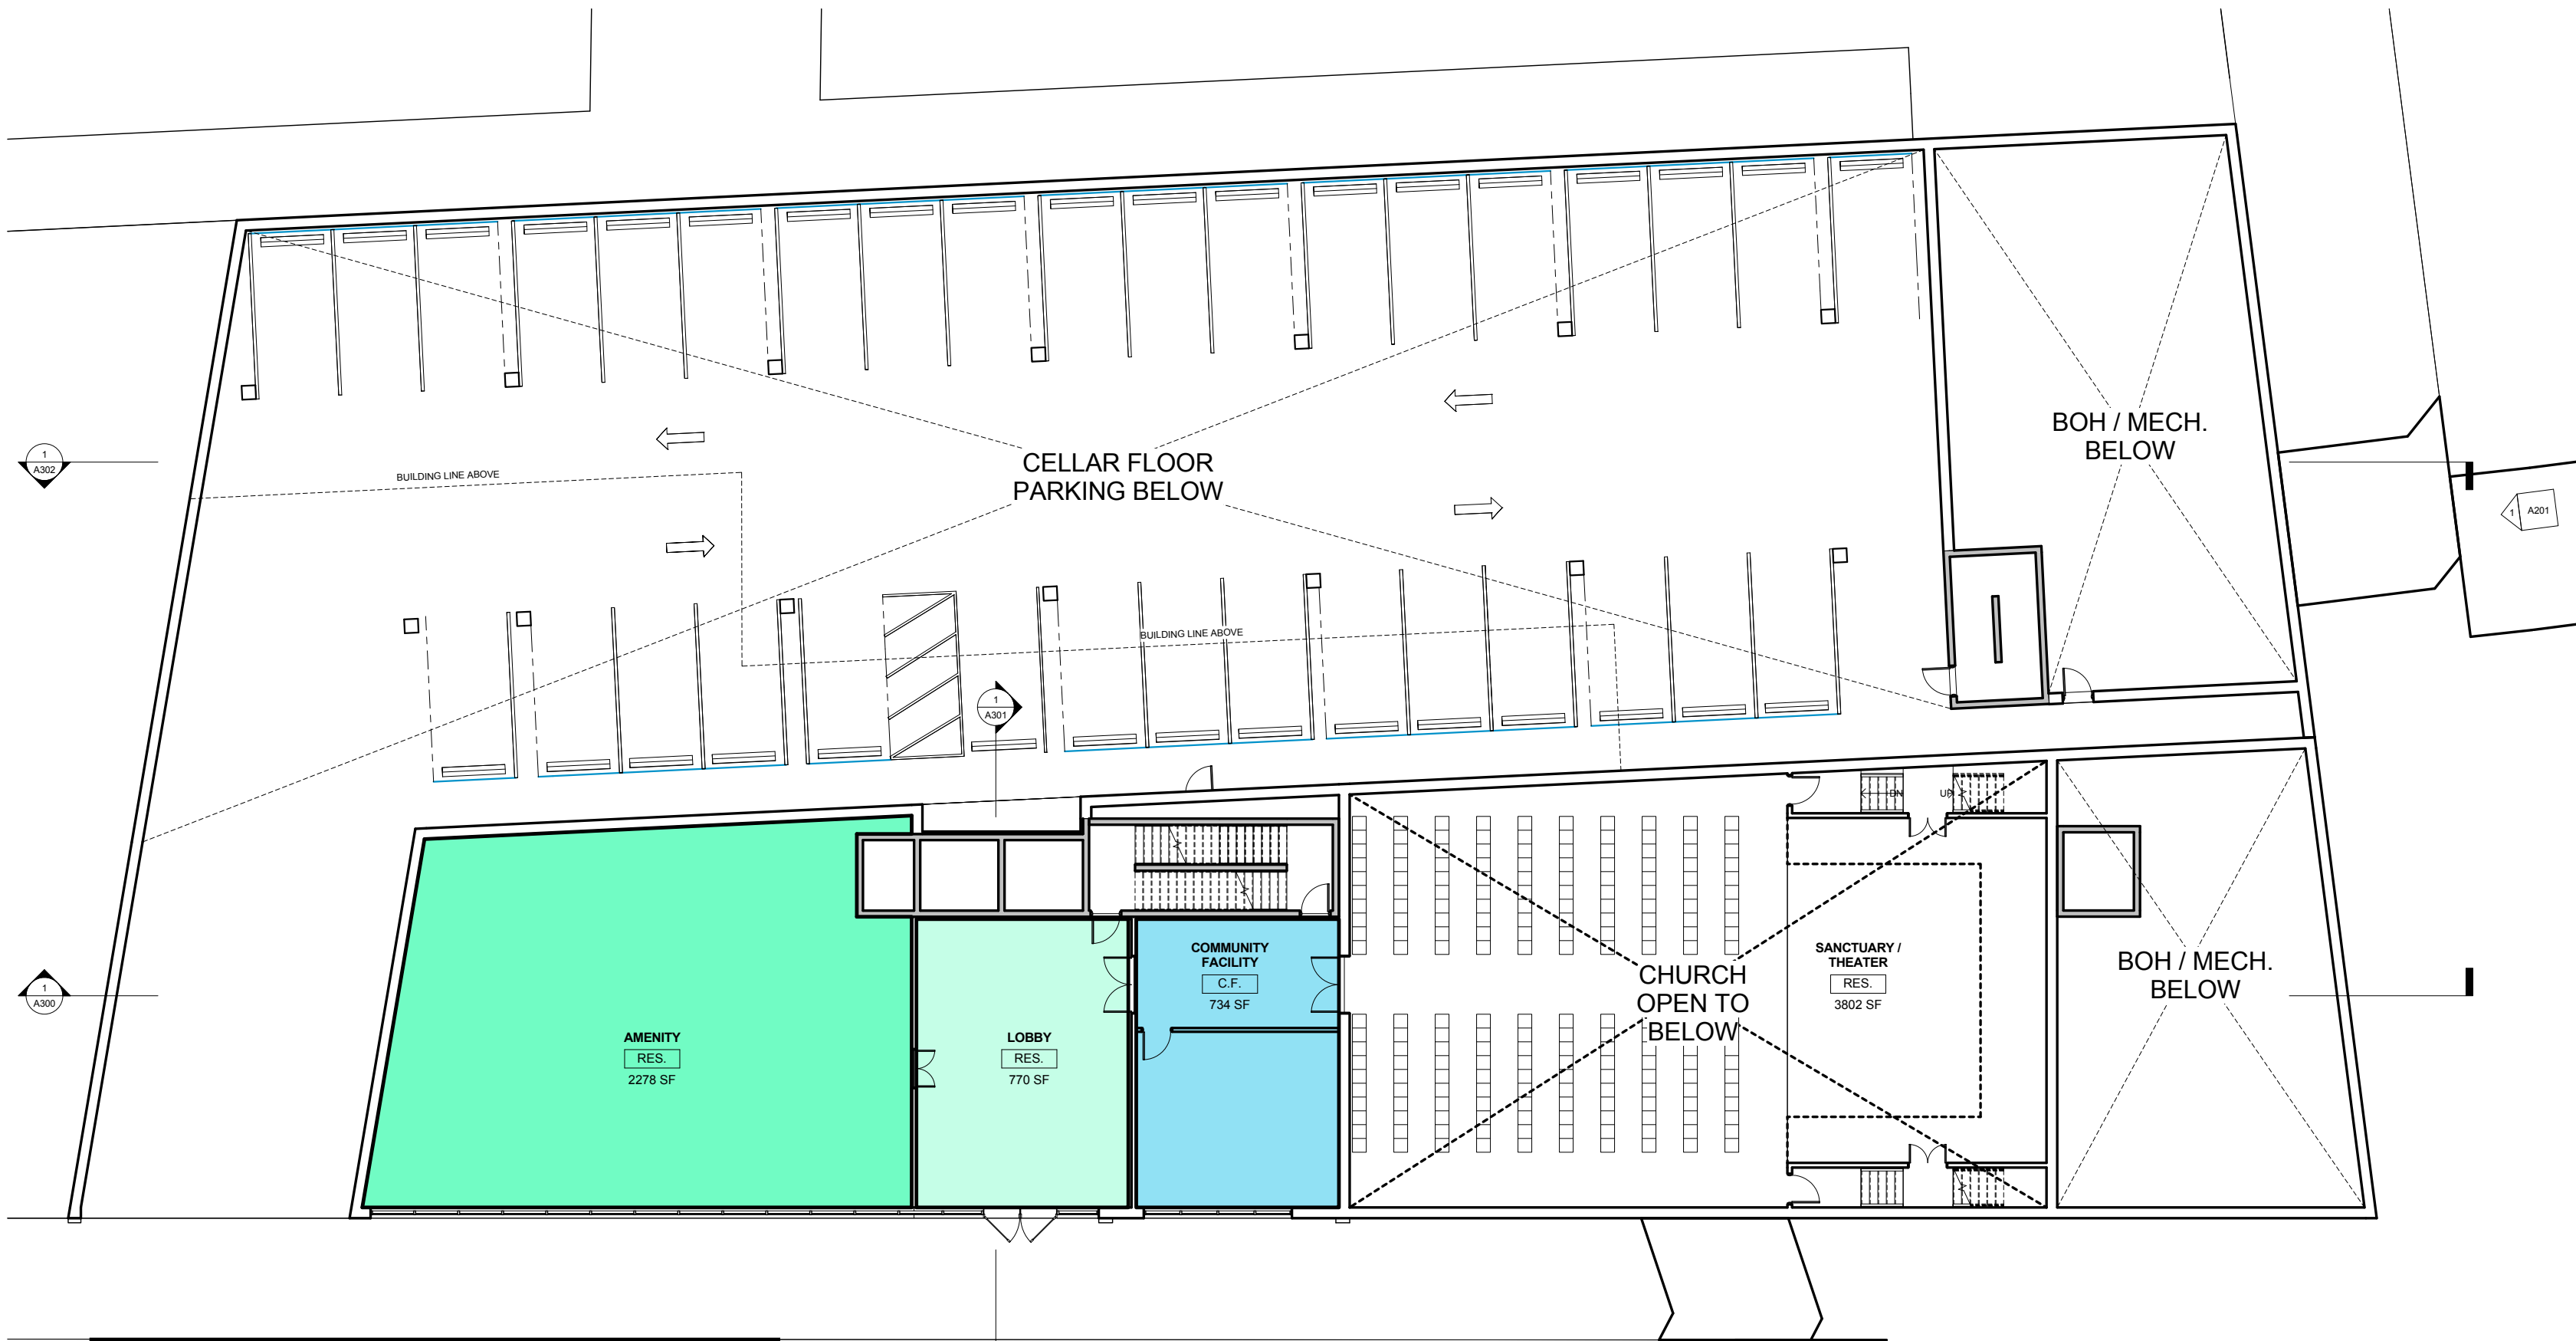 BOH / MECH.
BELOW
CELLAR FLOOR
PARKING BELOW
1
A302
BUILDING LINE ABOVE
1
A201
BUILDING LINE ABOVE
1
A301
DN
UP
COMMUNITY
FACILITY
C.F.
734 SF
SANCTUARY /
THEATER
RES.
3802 SF
CHURCH
OPEN TO
BELOW
BOH / MECH.
BELOW
1
A300
AMENITY
RES.
2278 SF
LOBBY
RES.
770 SF